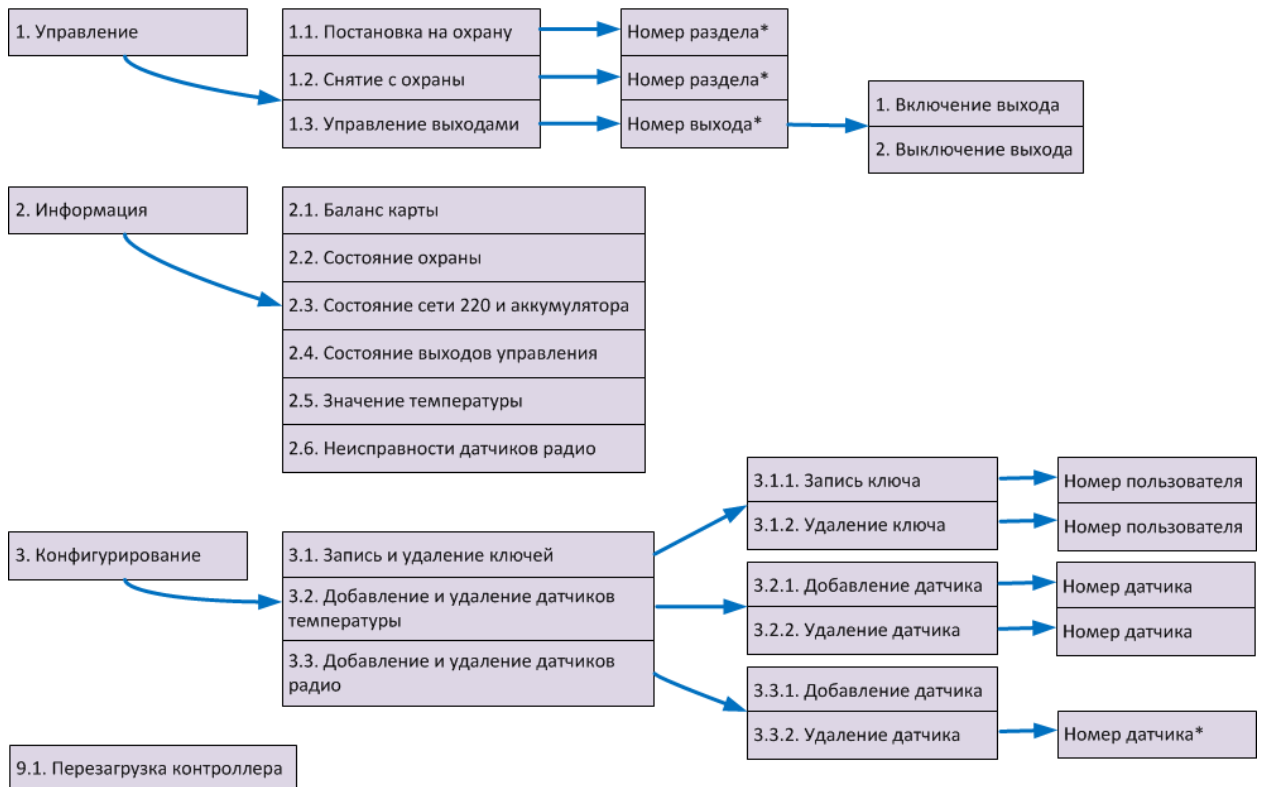 1. Управление
1.1. Постановка на охрану
Номер раздела*
1.2. Снятие с охраны
Номер раздела*
1.3. Управление выходами
Номер выхода*
1. Включение выхода
2. Выключение выхода
2. Информация
2.1. Баланс карты
2.2. Состояние охраны
2.3. Состояние сети 220 и аккумулятора
2.4. Состояние выходов управления
2.5. Значение температуры
2.6. Неисправности датчиков радио
3. Конфигурирование
3.1. Запись и удаление ключей
3.2. Добавление и удаление датчиков
температуры
3.3. Добавление и удаление датчиков
радио
3.1.1. Запись ключа
Номер пользователя
3.1.2. Удаление ключа
Номер пользователя
3.2.1. Добавление датчика
Номер датчика
3.2.2. Удаление датчика
Номер датчика
3.3.1. Добавление датчика
3.3.2. Удаление датчика
Номер датчика*
9.1. Перезагрузка контроллера